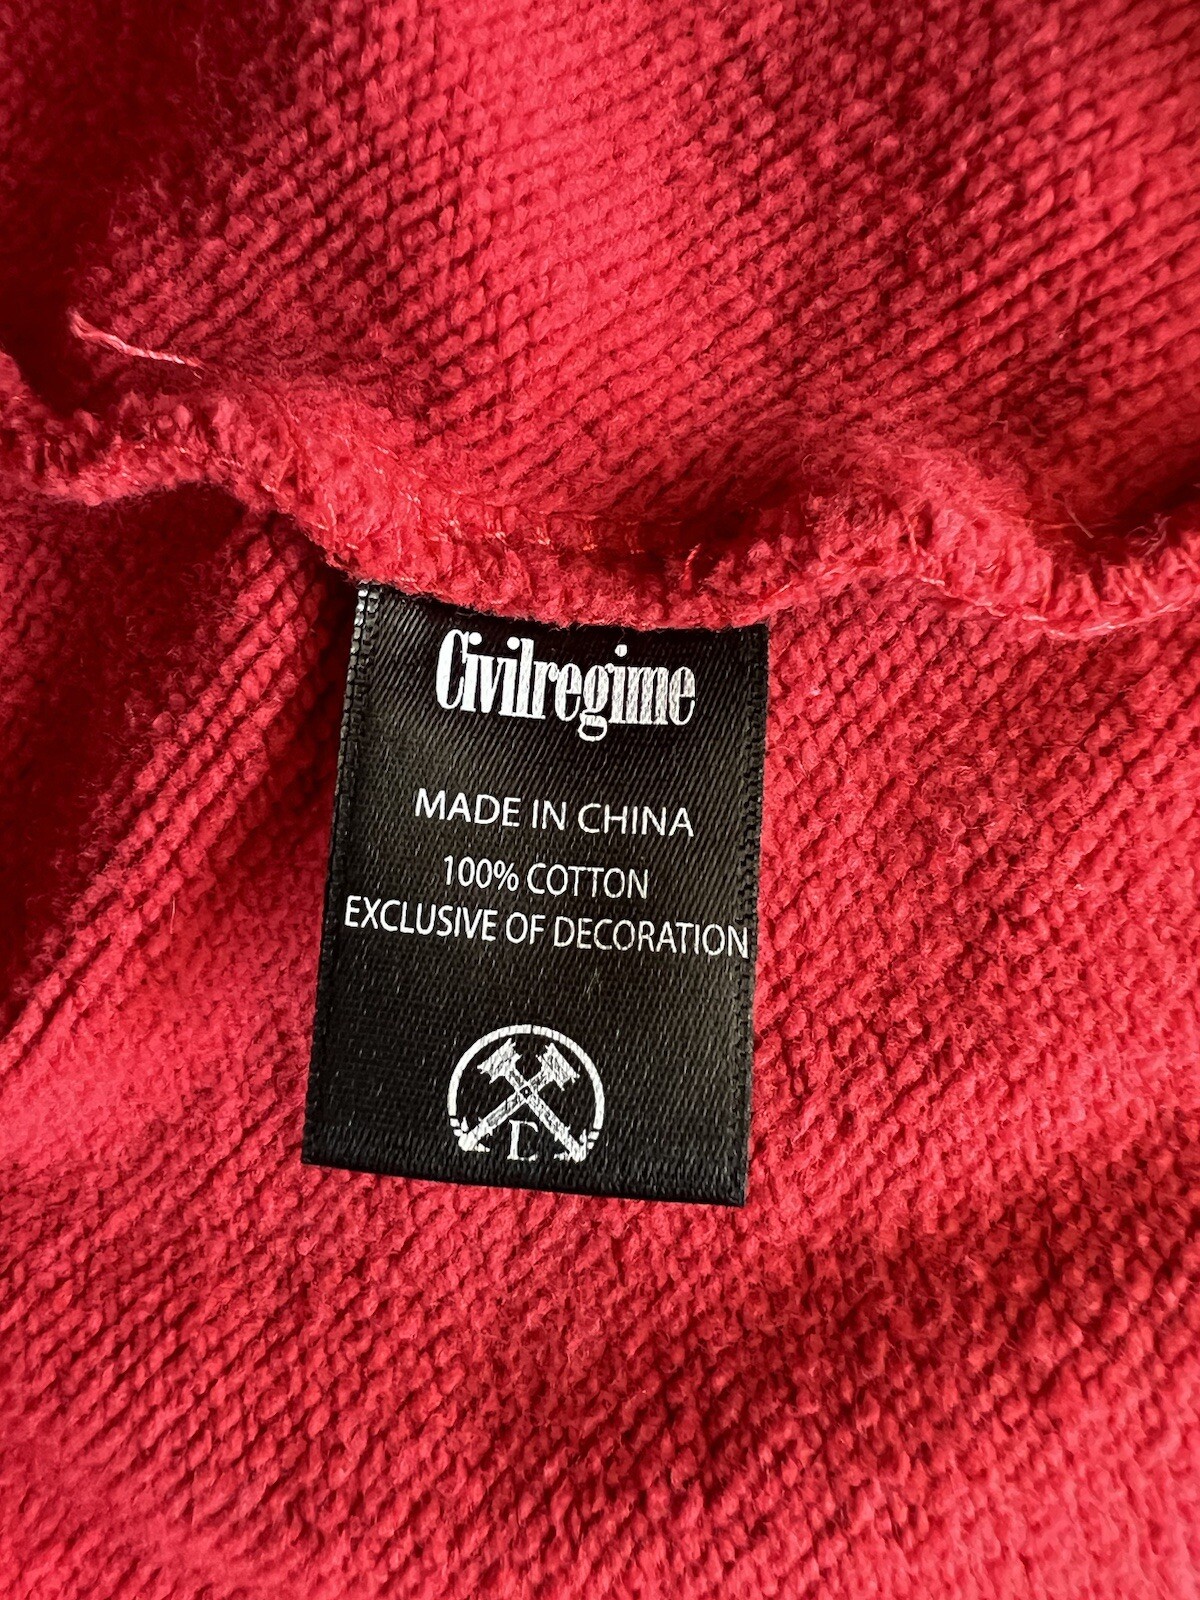 Civilregime
MADE IN CHINA
100% COTTON
EXCLUSIVE OF DECORATION